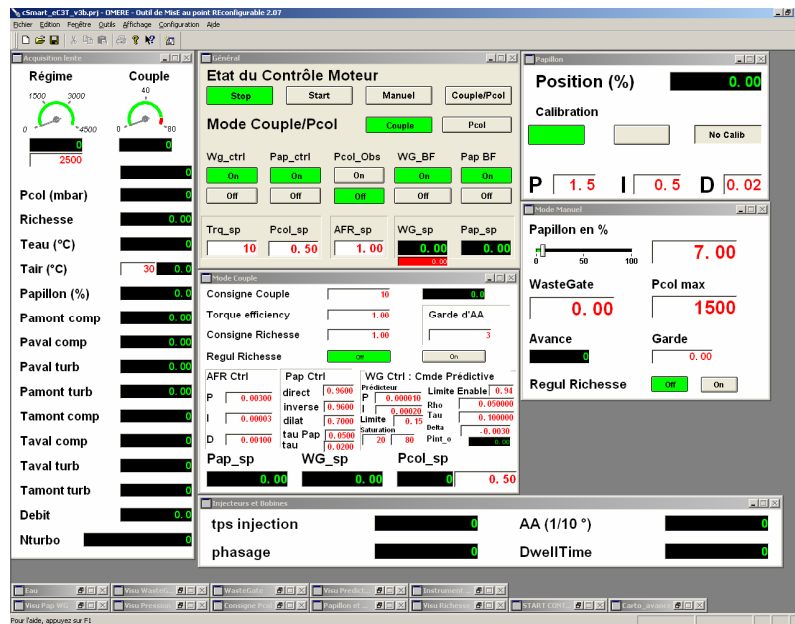 cSmart_eC3T_v3b.prj - OMERE - Outil de MisE au point REconfigurable 2.07
Fichier Edition Fenêtre Outils Affichage Configuration Aide
Acquisition lente
Régime Couple
1500 3000 40
0 4500 0 80
0 0
2500
0
Pcol (mbar) 0
Richesse 0.00
Teau (°C) 0
Tair (°C) 30 0.0
Papillon (%) 0.0
Pamont comp 0.00
Paval comp 0.00
Paval turb 0.00
Pamont turb 0.00
Tamont comp 0
Taval comp 0
Taval turb 0
Tamont turb 0
Debit 0.0
Nturbo 0
Général
Etat du Contrôle Moteur
Stop Start Manuel Couple/Pcol
Mode Couple/Pcol Couple Pcol
Wg_ctrl Pap_ctrl Pcol_Obs WG_BF Pap BF
On On On On On
Off Off Off Off Off
Trq_sp Pcol_sp AFR_sp WG_sp Pap_sp
10 0.50 1.00 0.00 0.00
0.00
Mode Couple
Consigne Couple 10 0.0
Torque efficiency 1.00 Garde d'AA
Consigne Richesse 1.00 3
Regul Richesse Off On
AFR Ctrl Pap Ctrl WG Ctrl : Cmde Prédictive
P 0.00300
I 0.00003
D 0.00100
direct 0.9600
inverse 0.9600
dilat 0.7000
tau Pap 0.0500
tau 0.0200
Prédicteur
P 0.000010
I 0.00020
Limite 0.15
Saturation
20 80
Limite Enable 0.94
Rho 0.050000
Tau 0.100000
Delta -0.0030
Pint_o 0.00
Pap_sp WG_sp Pcol_sp
0.00 0.00 0 0.50
Papillon
Position (%) 0.00
Calibration
No Calib
P 1.5 I 0.5 D 0.02
Mode Manuel
Papillon en %
0 50 100 7.00
WasteGate Pcol max
0.00 1500
Avance Garde
0 0.00
Regul Richesse Off On
Injecteurs et Bobines
tps injection 0 AA (1/10 °) 0
phasage 0 DwellTime 0
Eau Visu WasteG... WasteGate Visu Predict... Instrument...
Visu Pap WG Visu Pression Consigne Pcol Papillon et ... Visu Richesse START CONT... Carto_avance
Pour l'aide, appuyez sur F1